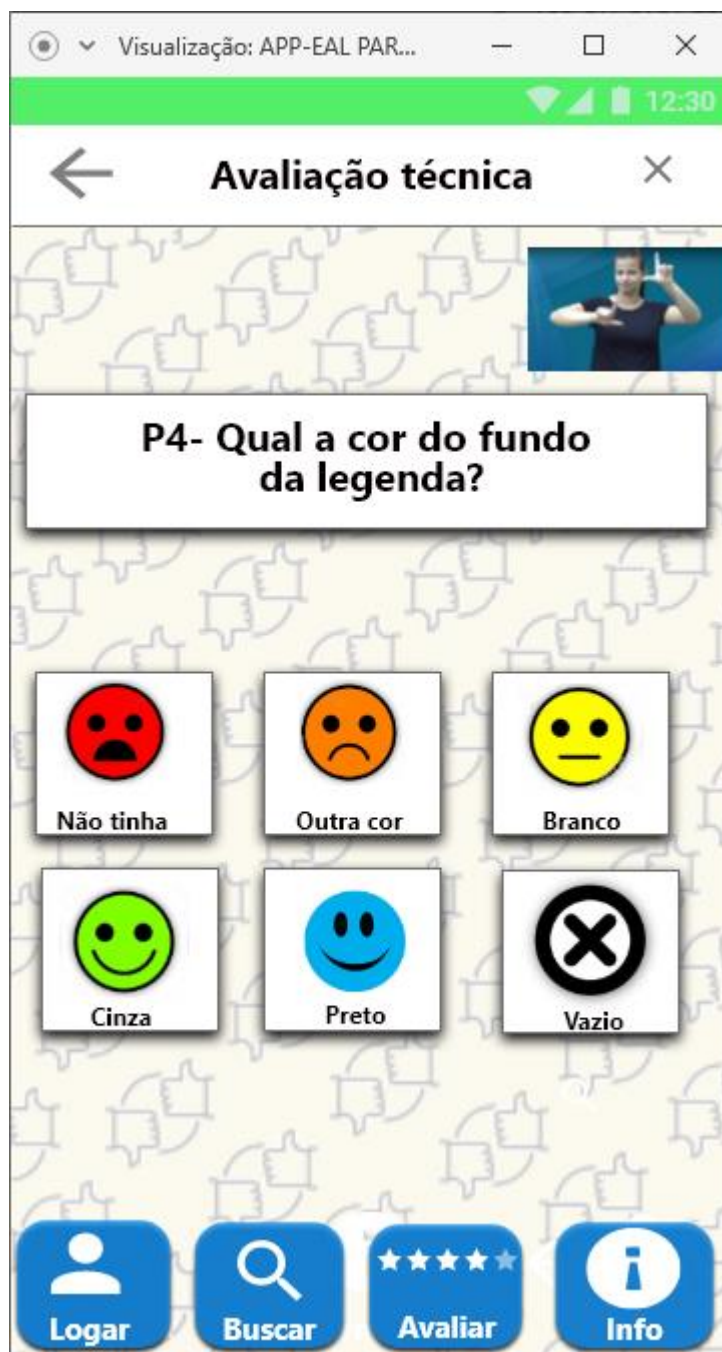 Visualização: APP-EAL PAR...
12:30
Avaliação técnica
P4- Qual a cor do fundo
da legenda?
Não tinha
Outra cor
Branco
Cinza
Preto
Vazio
Logar
Buscar
Avaliar
Info